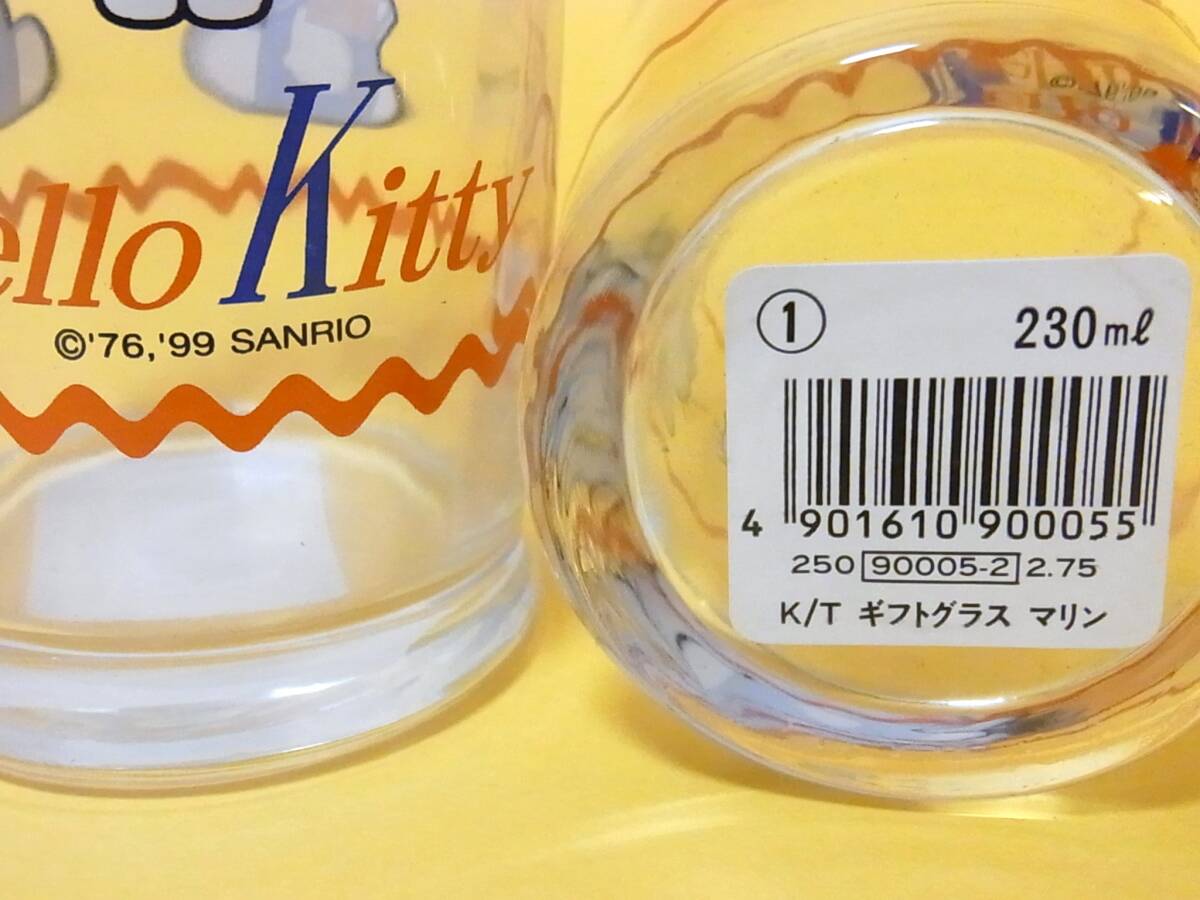 ello Kitty
©'76,'99 SANRIO
① 230mℓ
4 901610 900055
250 90005-2 2.75
K/T ギフトグラス マリン